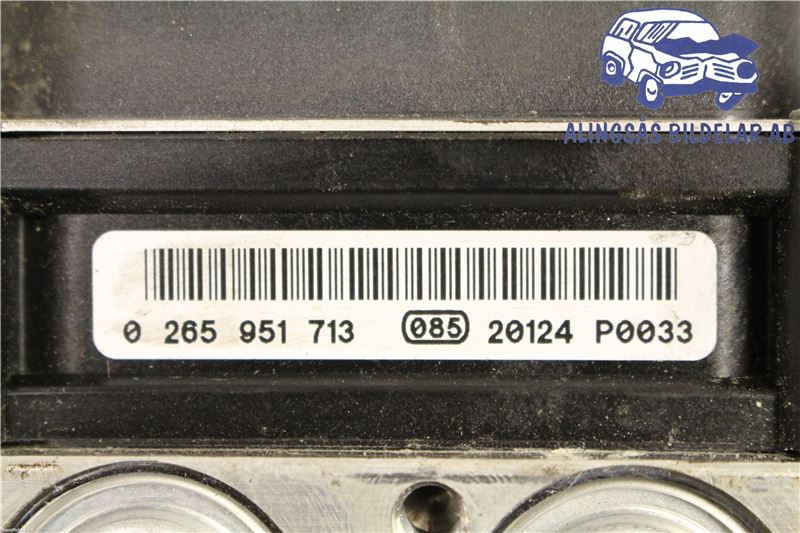 ALINGSÅS BILDELAR AB
0 265 951 713 085 20124 P0033